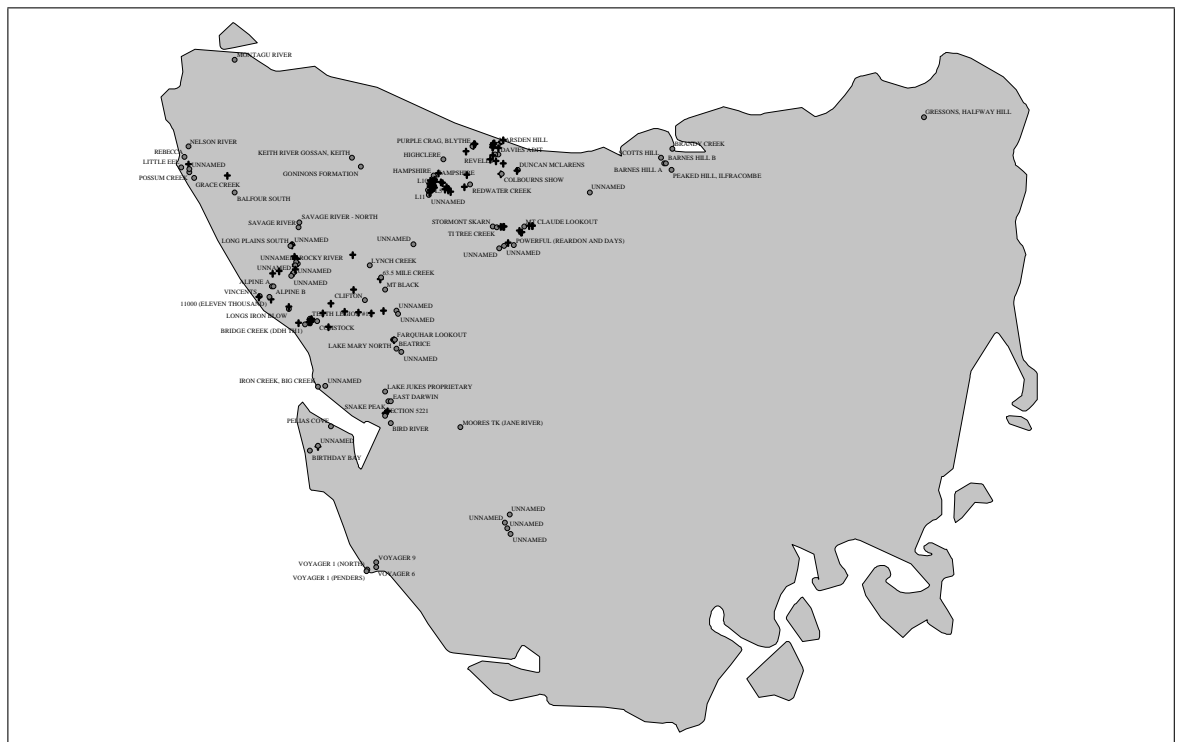 MONTAGU RIVER
GRESSONS, HALFWAY HILL
NELSON RIVER
PURPLE CRAG, BLYTHE
ARSDEN HILL
BRANDY CREEK
REBECCA
KEITH RIVER GOSSAN, KEITH
DAVIES ADIT
SCOTTS HILL
LITTLE EEL
UNNAMED
HIGHCLERE
REVELL
BARNES HILL B
GONINONS FORMATION
DUNCAN MCLARENS
BARNES HILL A
POSSUM CREEK
HAMPSHIRE
HAMPSHIRE
COLBOURNS SHOW
PEAKED HILL, ILFRACOMBE
GRACE CREEK
L10
REDWATER CREEK
UNNAMED
BALFOUR SOUTH
L11
UNNAMED
SAVAGE RIVER - NORTH
SAVAGE RIVER
STORMONT SKARN
MT CLAUDE LOOKOUT
TI TREE CREEK
LONG PLAINS SOUTH
UNNAMED
UNNAMED
POWERFUL (REARDON AND DAYS)
UNNAMED
UNNAMED
UNNAMED
ROCKY RIVER
LYNCH CREEK
UNNAMED
UNNAMED
63.5 MILE CREEK
ALPINE A
UNNAMED
MT BLACK
VINCENTS
ALPINE B
CLIFTON
11000 (ELEVEN THOUSAND)
UNNAMED
LONGS IRON BLOW
UNNAMED
BRIDGE CREEK (DDH TH1)
COMSTOCK
FARQUHAR LOOKOUT
LAKE MARY NORTH
BEATRICE
UNNAMED
IRON CREEK, BIG CREEK
UNNAMED
LAKE JUKES PROPRIETARY
EAST DARWIN
SNAKE PEAK
ECTION 5221
PELIAS COVE
BIRD RIVER
MOORES TK (JANE RIVER)
UNNAMED
BIRTHDAY BAY
UNNAMED
UNNAMED
UNNAMED
UNNAMED
VOYAGER 9
VOYAGER 1 (NORTH)
VOYAGER 6
VOYAGER 1 (PENDERS)